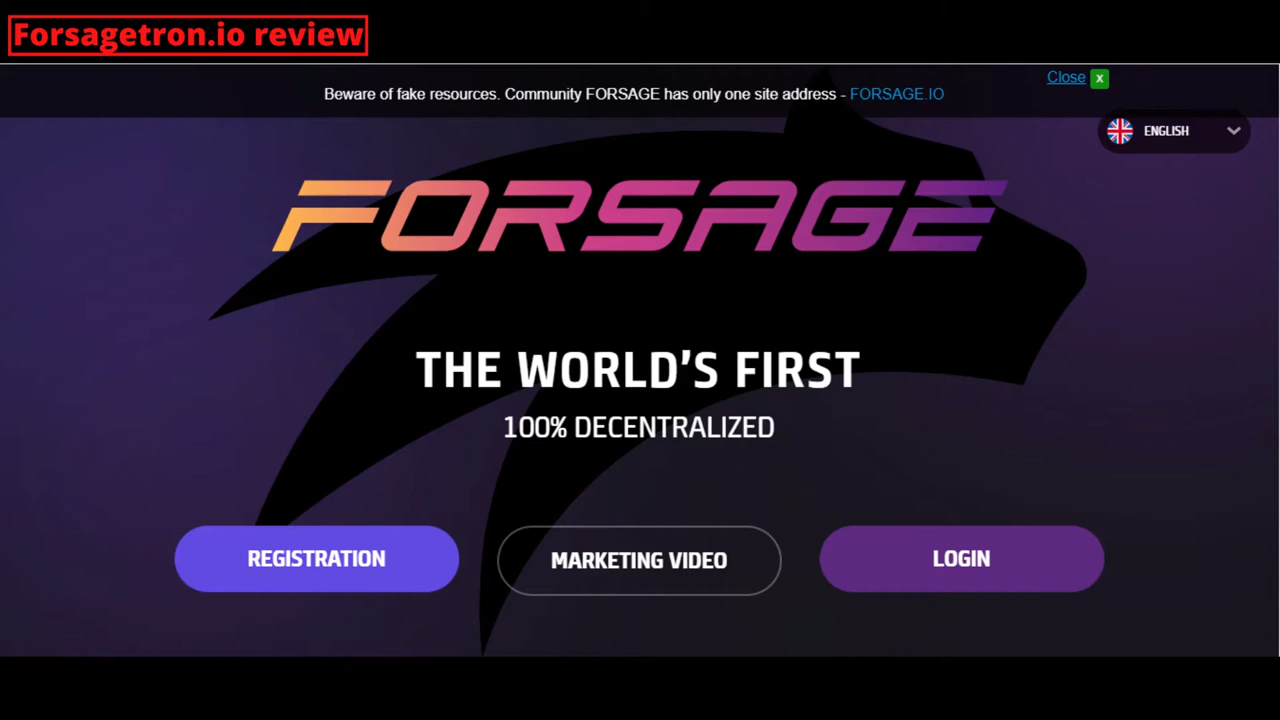 Forsagetron.io review
Close x
Beware of fake resources. Community FORSAGE has only one site address - FORSAGE.IO
ENGLISH
FORSAGE
THE WORLD'S FIRST
100% DECENTRALIZED
REGISTRATION
MARKETING VIDEO
LOGIN